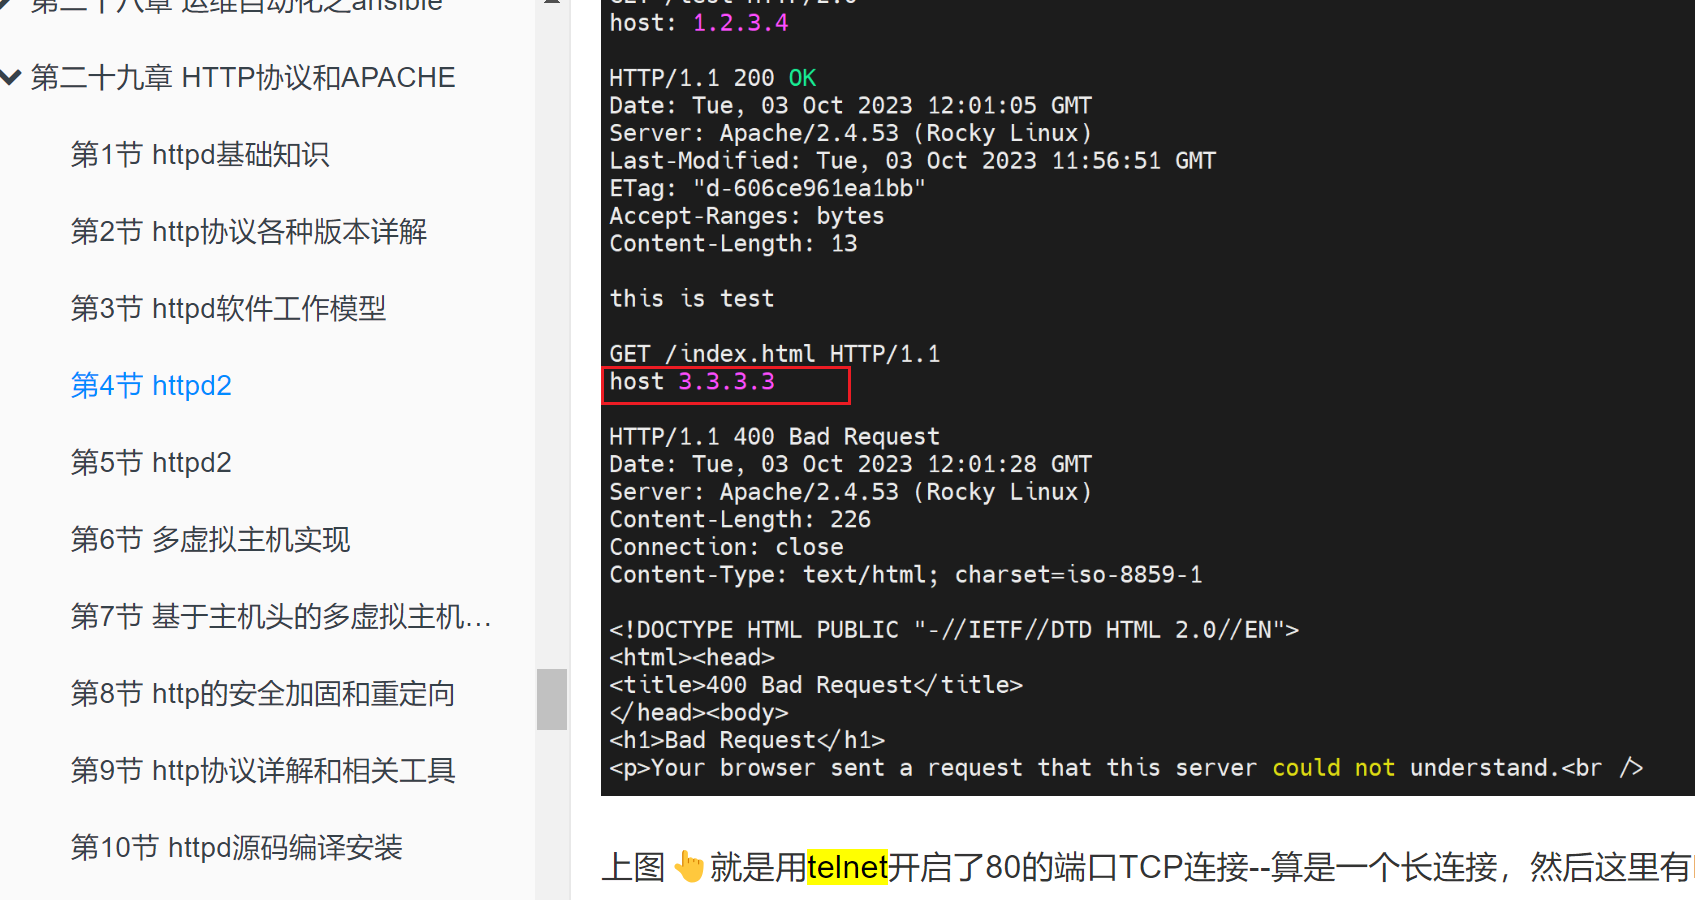 第二十八章 运维自动化之ansible
第二十九章 HTTP协议和APACHE
第1节 httpd基础知识
第2节 http协议各种版本详解
第3节 httpd软件工作模型
第4节 httpd2
第5节 httpd2
第6节 多虚拟主机实现
第7节 基于主机头的多虚拟主机…
第8节 http的安全加固和重定向
第9节 http协议详解和相关工具
第10节 httpd源码编译安装
GET /test HTTP/2.0
host: 1.2.3.4
HTTP/1.1 200 OK
Date: Tue, 03 Oct 2023 12:01:05 GMT
Server: Apache/2.4.53 (Rocky Linux)
Last-Modified: Tue, 03 Oct 2023 11:56:51 GMT
ETag: "d-606ce961ea1bb"
Accept-Ranges: bytes
Content-Length: 13
this is test
GET /index.html HTTP/1.1
host 3.3.3.3
HTTP/1.1 400 Bad Request
Date: Tue, 03 Oct 2023 12:01:28 GMT
Server: Apache/2.4.53 (Rocky Linux)
Content-Length: 226
Connection: close
Content-Type: text/html; charset=iso-8859-1
<!DOCTYPE HTML PUBLIC "-//IETF//DTD HTML 2.0//EN">
<html><head>
<title>400 Bad Request</title>
</head><body>
<h1>Bad Request</h1>
<p>Your browser sent a request that this server could not understand.<br />
上图👆就是用telnet开启了80的端口TCP连接--算是一个长连接，然后这里有